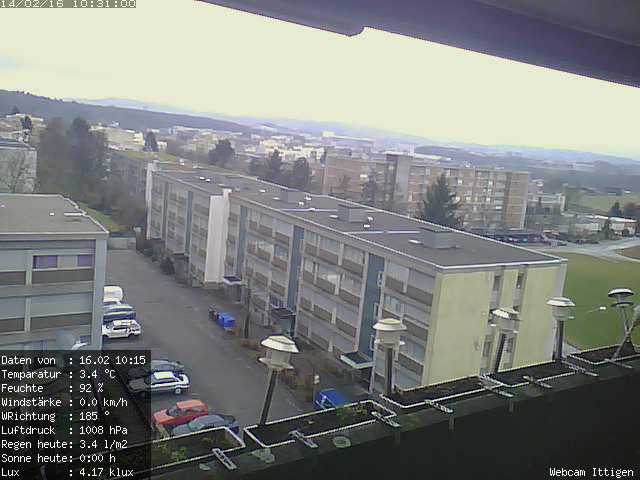 14/02/16 10:31:00
Daten von : 16.02 10:15
Temparatur : 3.4 °C
Feuchte : 92 %
Windstärke : 0.0 km/h
WRichtung : 185 °
Luftdruck : 1008 hPa
Regen heute: 3.4 l/m2
Sonne heute: 0:00 h
Lux : 4.17 klux
Webcam Ittigen